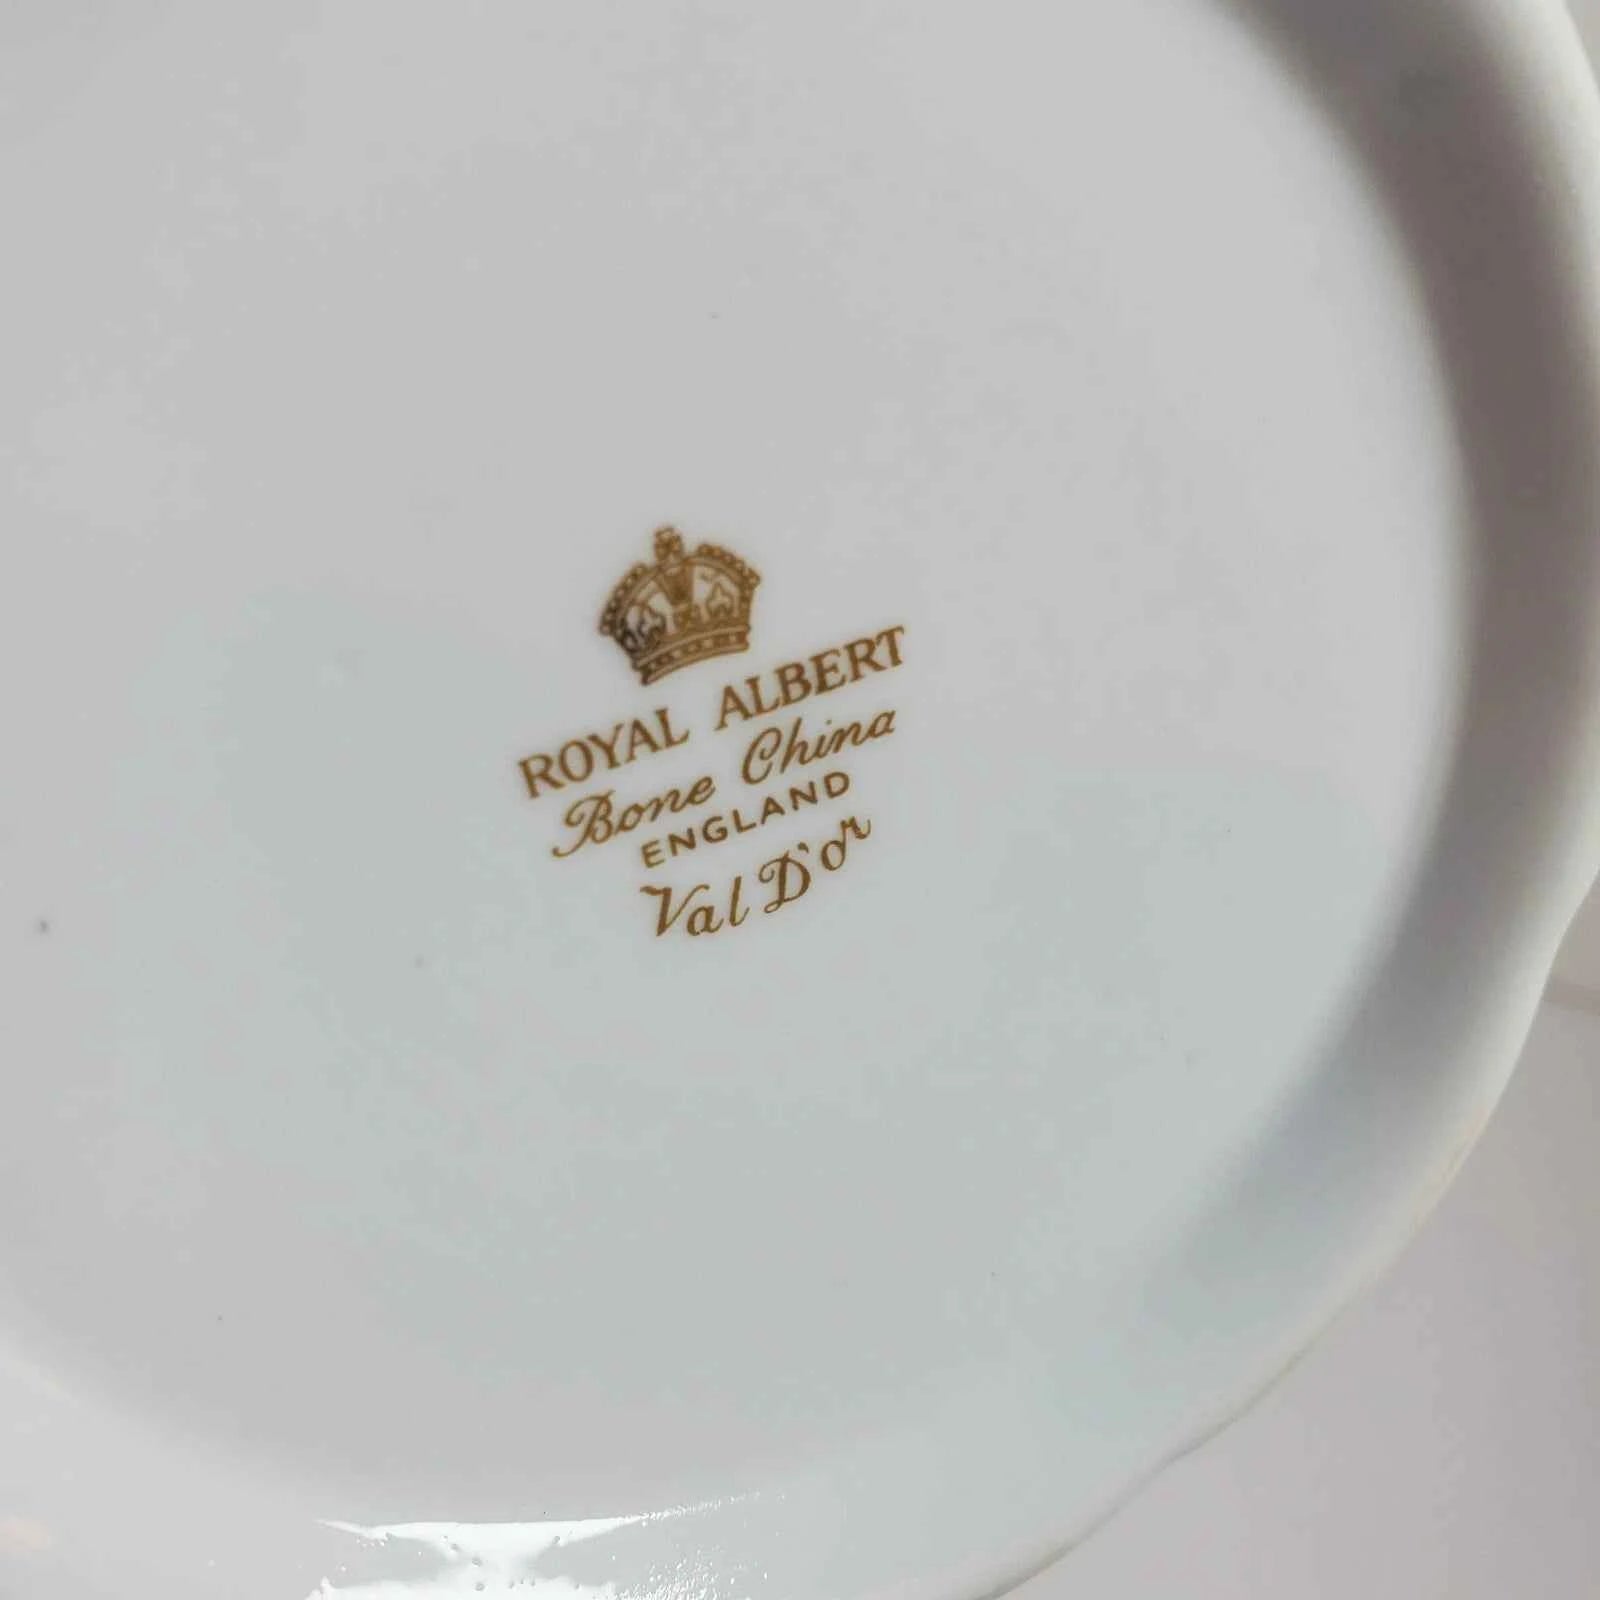 ROYAL ALBERT
Bone China
ENGLAND
Val D'or